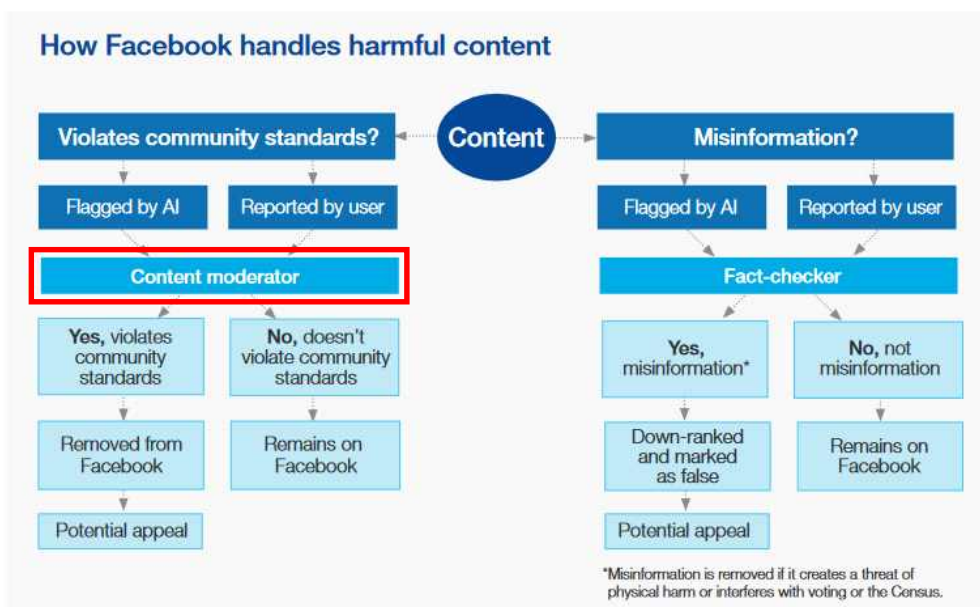 How Facebook handles harmful content
Content
Violates community standards?
Flagged by AI
Reported by user
Content moderator
Yes, violates
community
standards
No, doesn't
violate community
standards
Removed from
Facebook
Remains on
Facebook
Potential appeal
Misinformation?
Flagged by AI
Reported by user
Fact-checker
Yes,
misinformation*
No, not
misinformation
Down-ranked
and marked
as false
Remains on
Facebook
Potential appeal
*Misinformation is removed if it creates a threat of
physical harm or interferes with voting or the Census.